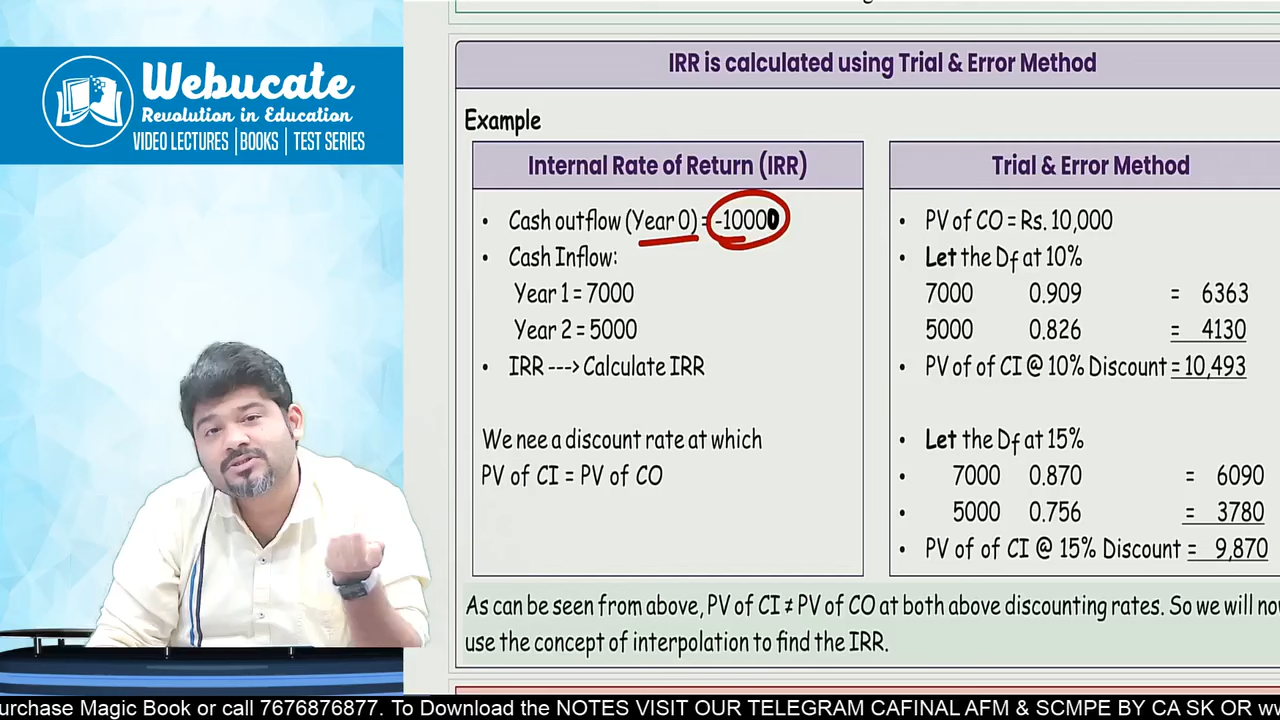 Webucate
Revolution in Education
VIDEO LECTURES | BOOKS | TEST SERIES
IRR is calculated using Trial & Error Method
Example
Internal Rate of Return (IRR)
• Cash outflow (Year 0) = -10000
• Cash Inflow:
Year 1 = 7000
Year 2 = 5000
• IRR ---> Calculate IRR
We nee a discount rate at which
PV of CI = PV of CO
Trial & Error Method
• PV of CO = Rs. 10,000
• Let the Df at 10%
7000 0.909 = 6363
5000 0.826 = 4130
• PV of of CI @ 10% Discount = 10,493
• Let the Df at 15%
• 7000 0.870 = 6090
• 5000 0.756 = 3780
• PV of of CI @ 15% Discount = 9,870
As can be seen from above, PV of CI ≠ PV of CO at both above discounting rates. So we will now
use the concept of interpolation to find the IRR.
urchase Magic Book or call 7676876877. To Download the NOTES VISIT OUR TELEGRAM CAFINAL AFM & SCMPE BY CA SK OR w